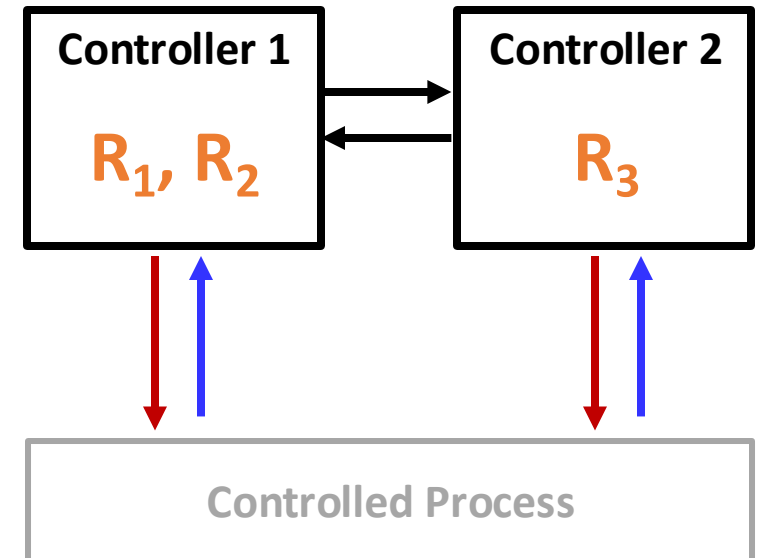 Controller 1
R₁, R₂
Controller 2
R₃
Controlled Process